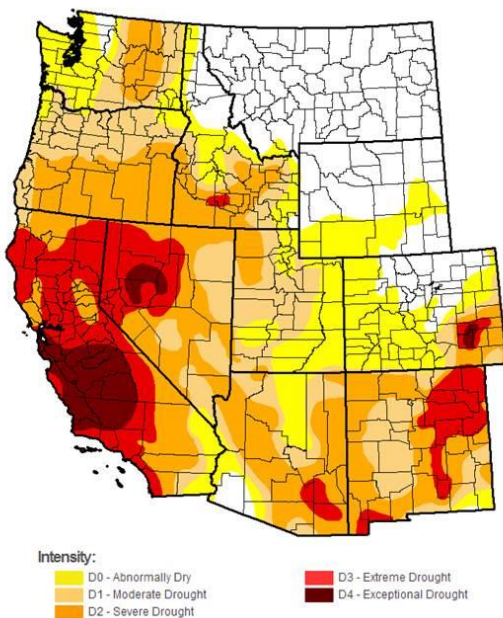 Intensity:
D0 - Abnormally Dry
D1 - Moderate Drought
D2 - Severe Drought
D3 - Extreme Drought
D4 - Exceptional Drought